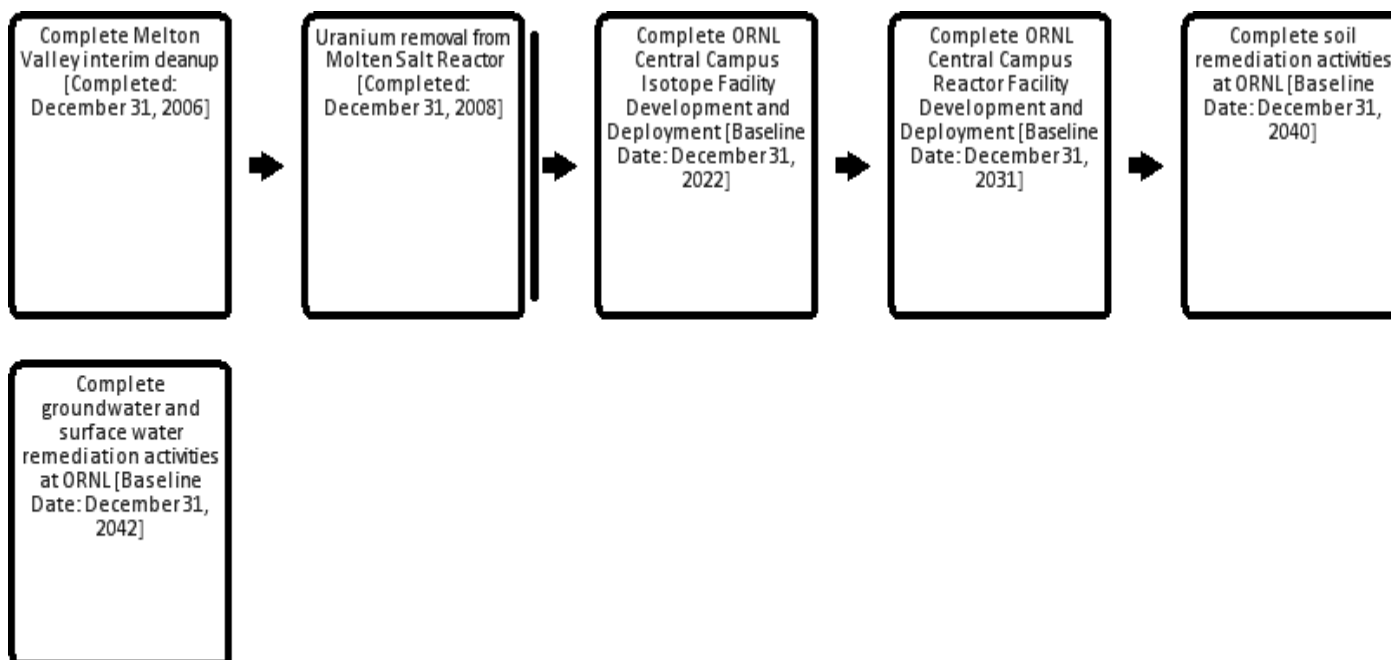 Complete Melton
Valley interim cleanup
[Completed:
December 31, 2006]
Uranium removal from
Molten Salt Reactor
[Completed:
December 31, 2008]
Complete ORNL
Central Campus
Isotope Facility
Development and
Deployment [Baseline
Date: December 31,
2022]
Complete ORNL
Central Campus
Reactor Facility
Development and
Deployment [Baseline
Date: December 31,
2031]
Complete soil
remediation activities
at ORNL [Baseline
Date: December 31,
2040]
Complete
groundwater and
surface water
remediation activities
at ORNL [Baseline
Date: December 31,
2042]